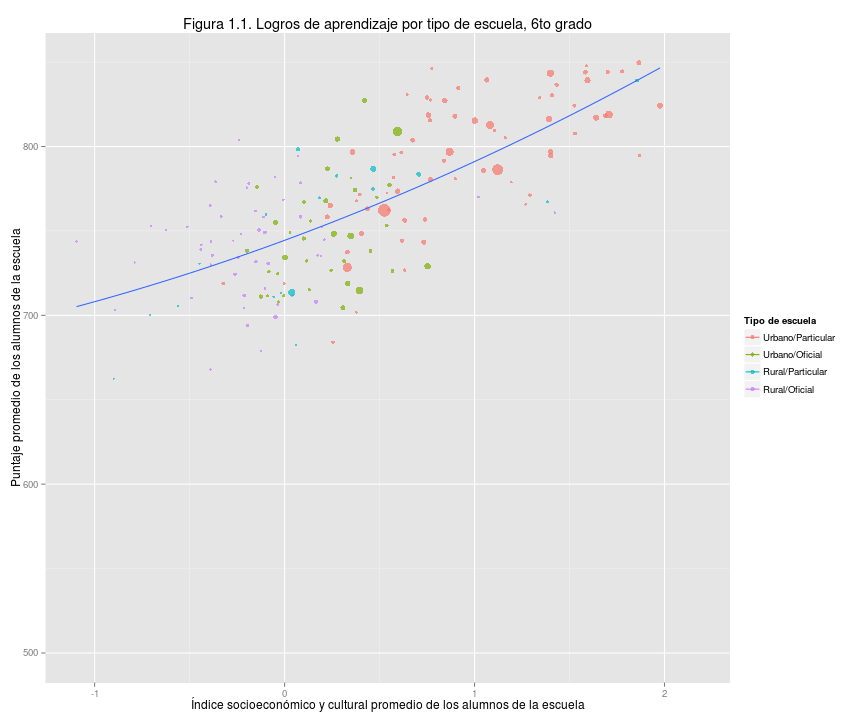 Figura 1.1. Logros de aprendizaje por tipo de escuela, 6to grado
Puntaje promedio de los alumnos de la escuela
800
700
600
500
-1
0
1
2
Índice socioeconómico y cultural promedio de los alumnos de la escuela
Tipo de escuela
Urbano/Particular
Urbano/Oficial
Rural/Particular
Rural/Oficial